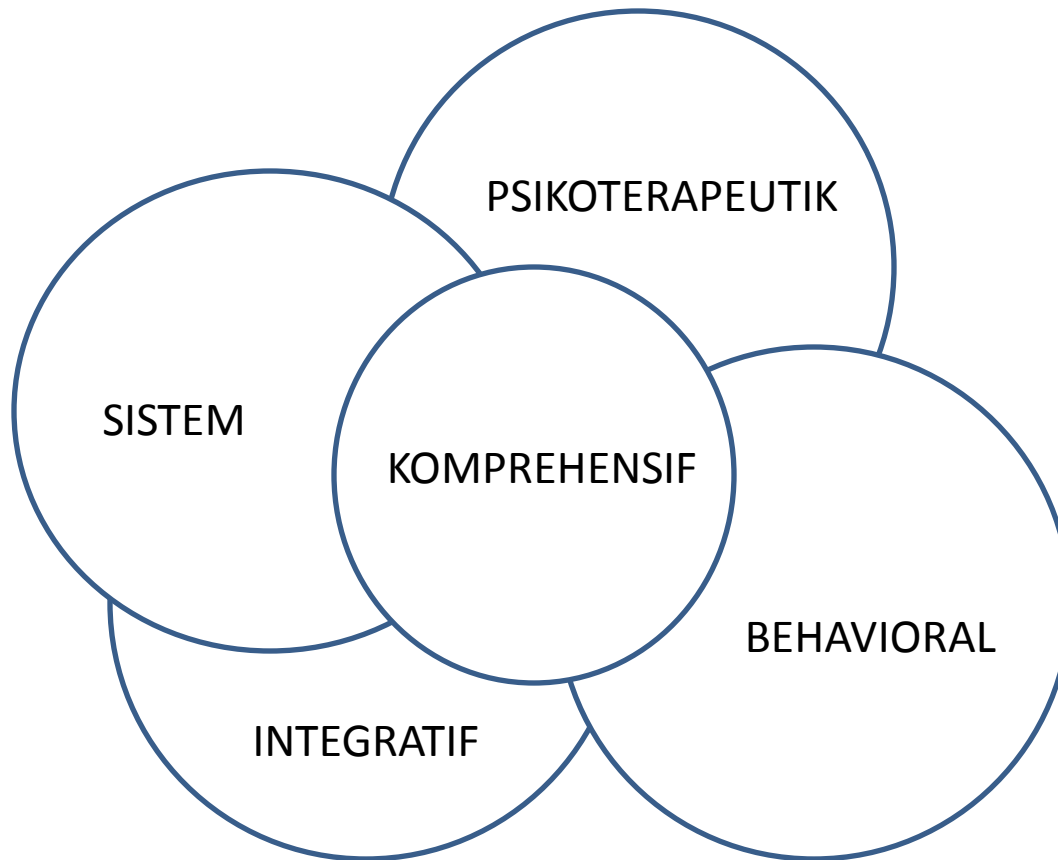 PSIKOTERAPEUTIK
SISTEM
KOMPREHENSIF
BEHAVIORAL
INTEGRATIF